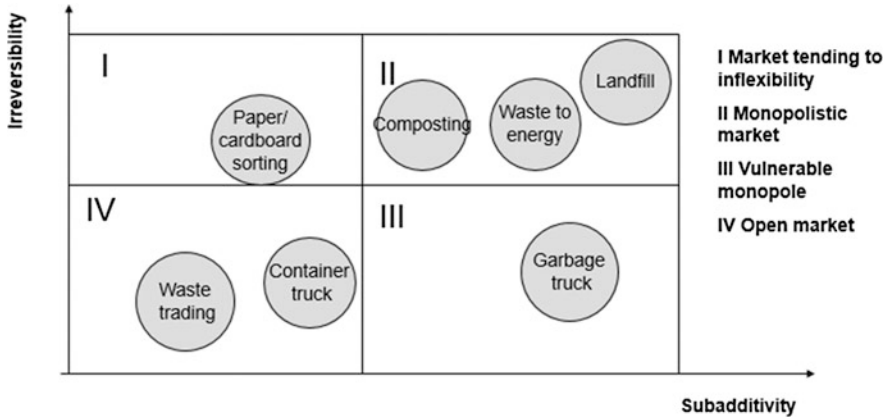 Irreversibility
I
Paper/
cardboard
sorting
II
Composting
Waste to
energy
Landfill
IV
Waste
trading
Container
truck
III
Garbage
truck
Subadditivity
I Market tending to
inflexibility
II Monopolistic
market
III Vulnerable
monopole
IV Open market